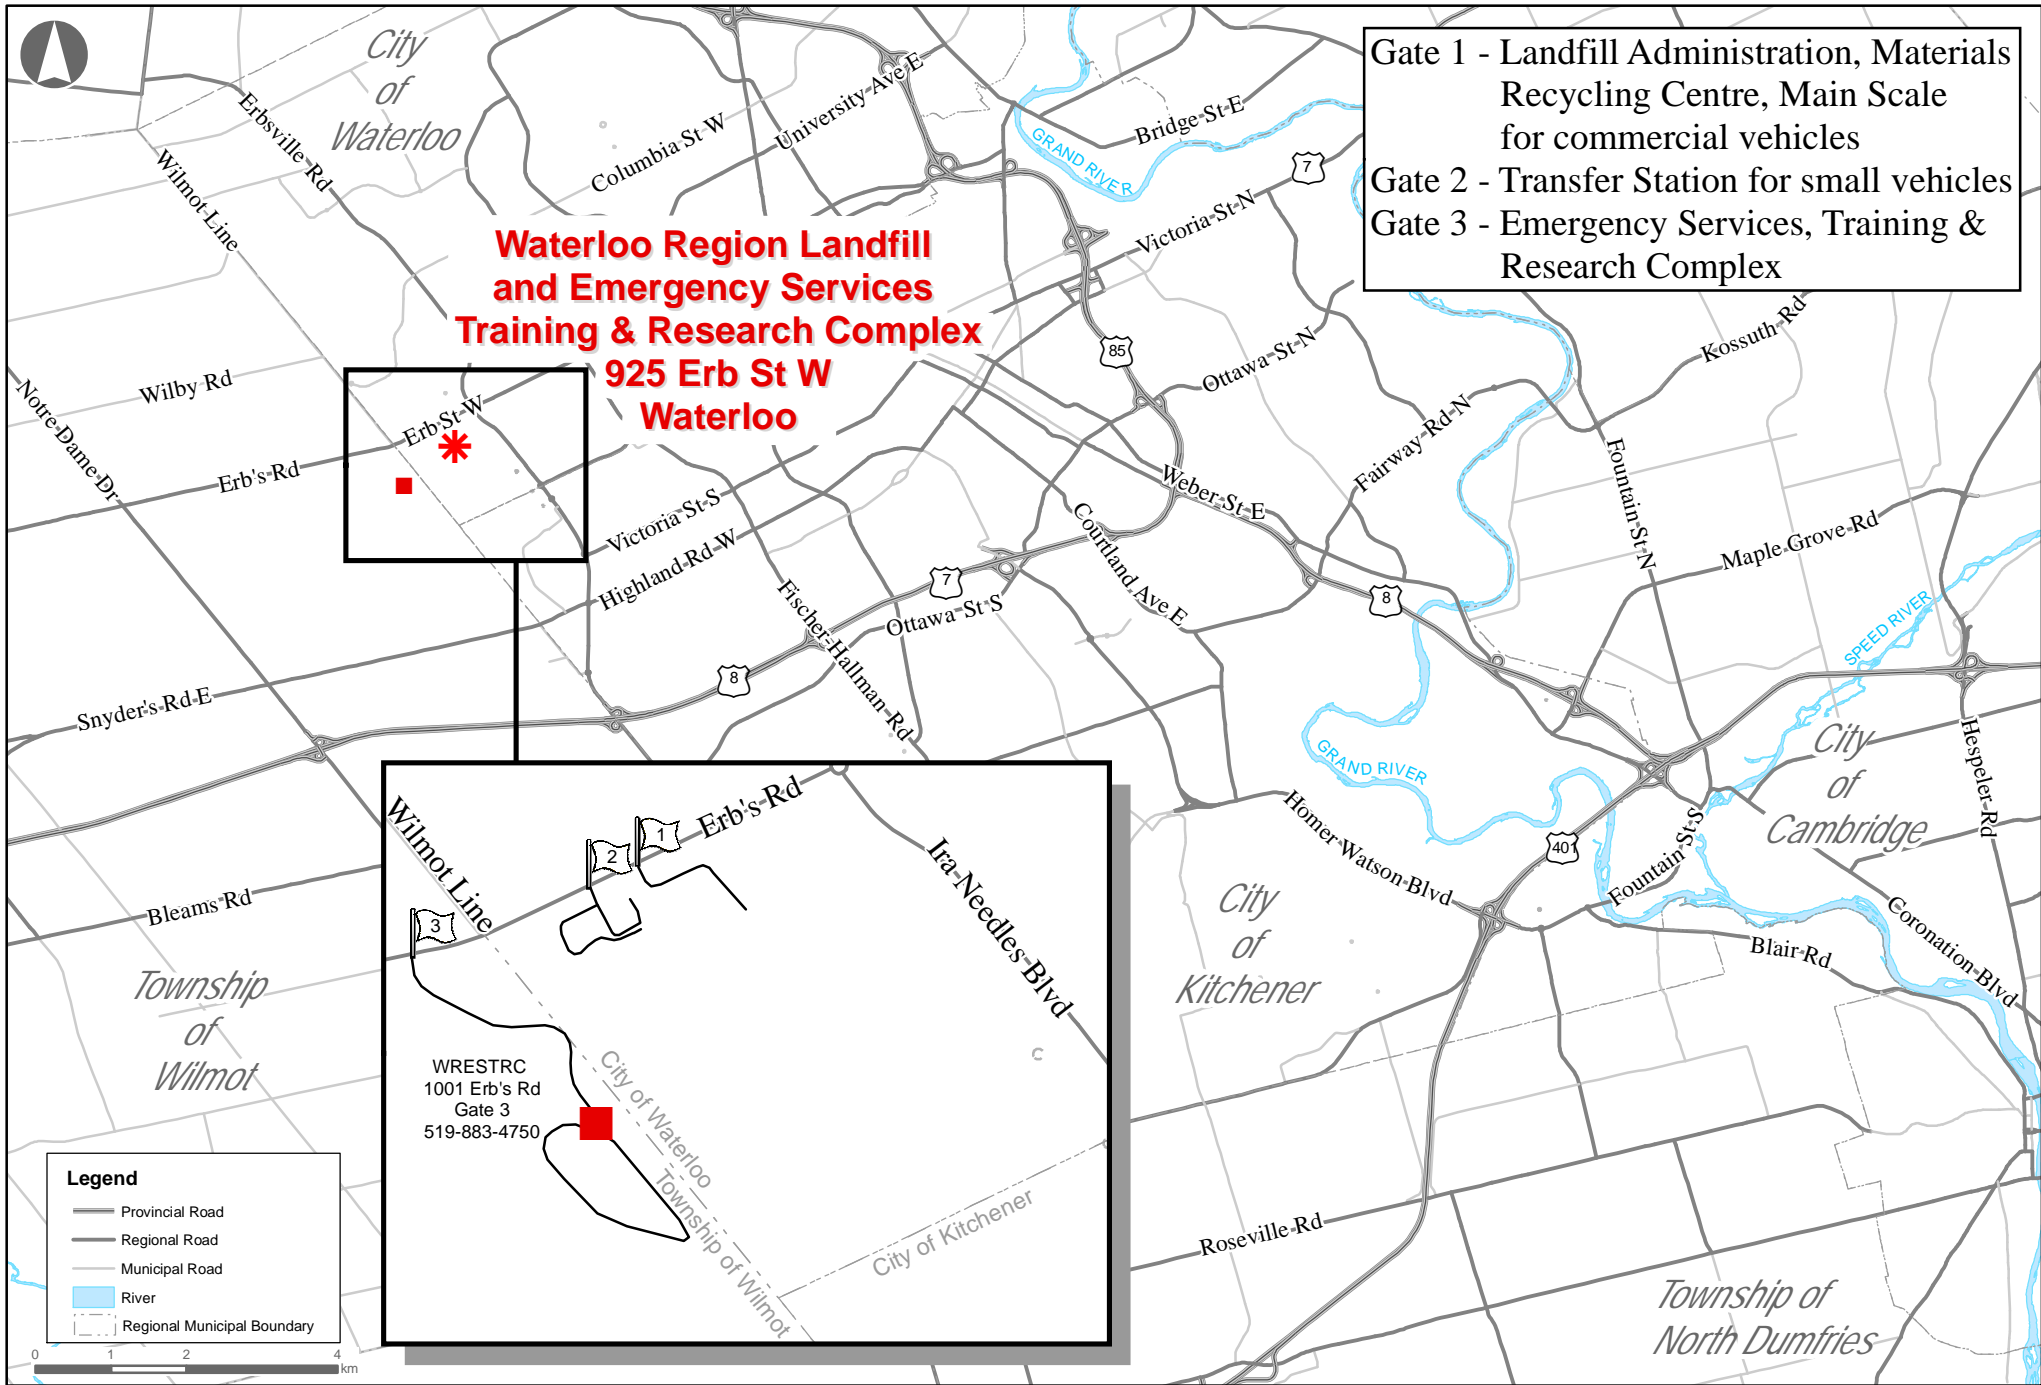 City
of
Waterloo
Erbsville Rd
Wilmot Line
Columbia St W
University Ave E
GRAND RIVER
Bridge St E
7
Victoria St N
Gate 1 - Landfill Administration, Materials
Recycling Centre, Main Scale
for commercial vehicles
Gate 2 - Transfer Station for small vehicles
Gate 3 - Emergency Services, Training &
Research Complex
Waterloo Region Landfill
and Emergency Services
Training & Research Complex
925 Erb St W
Waterloo
85
Ottawa St N
Kossuth Rd
Wilby Rd
Notre Dame Dr
Erb St W
Erb's Rd
Fairway Rd N
Fountain St N
Weber St E
Victoria St S
Highland Rd W
Courtland Ave E
Maple Grove Rd
7
8
Ottawa St S
Fischer-Hallman Rd
SPEED RIVER
8
Snyder's Rd E
City
of
Cambridge
Hespeler Rd
GRAND RIVER
Homer Watson Blvd
401
Fountain St S
Coronation Blvd
Blair Rd
City
of
Kitchener
Bleams Rd
Township
of
Wilmot
Wilmot Line
Erb's Rd
1
2
3
Ira Needles Blvd
WRESTRC
1001 Erb's Rd
Gate 3
519-883-4750
City of Waterloo
Township of Wilmot
City of Kitchener
Roseville Rd
Township of
North Dumfries
Legend
Provincial Road
Regional Road
Municipal Road
River
Regional Municipal Boundary
0 1 2 4
km